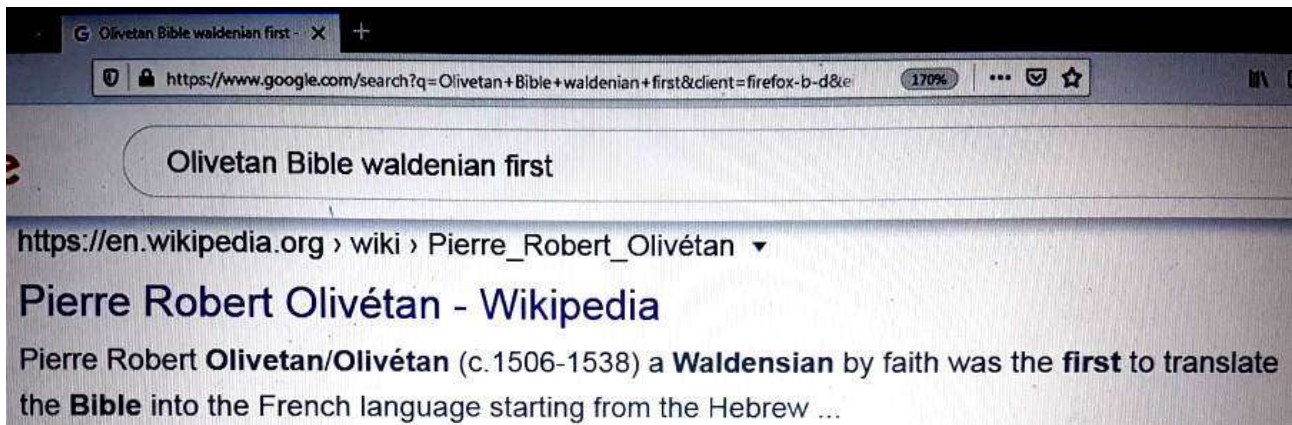 G Olivetan Bible waldenian first - X +
https://www.google.com/search?q=Olivetan+Bible+waldenian+first&client=firefox-b-d&e 170% ...
e Olivetan Bible waldenian first
https://en.wikipedia.org › wiki › Pierre_Robert_Olivétan ▾
Pierre Robert Olivétan - Wikipedia
Pierre Robert Olivetan/Olivétan (c.1506-1538) a Waldensian by faith was the first to translate
the Bible into the French language starting from the Hebrew ...